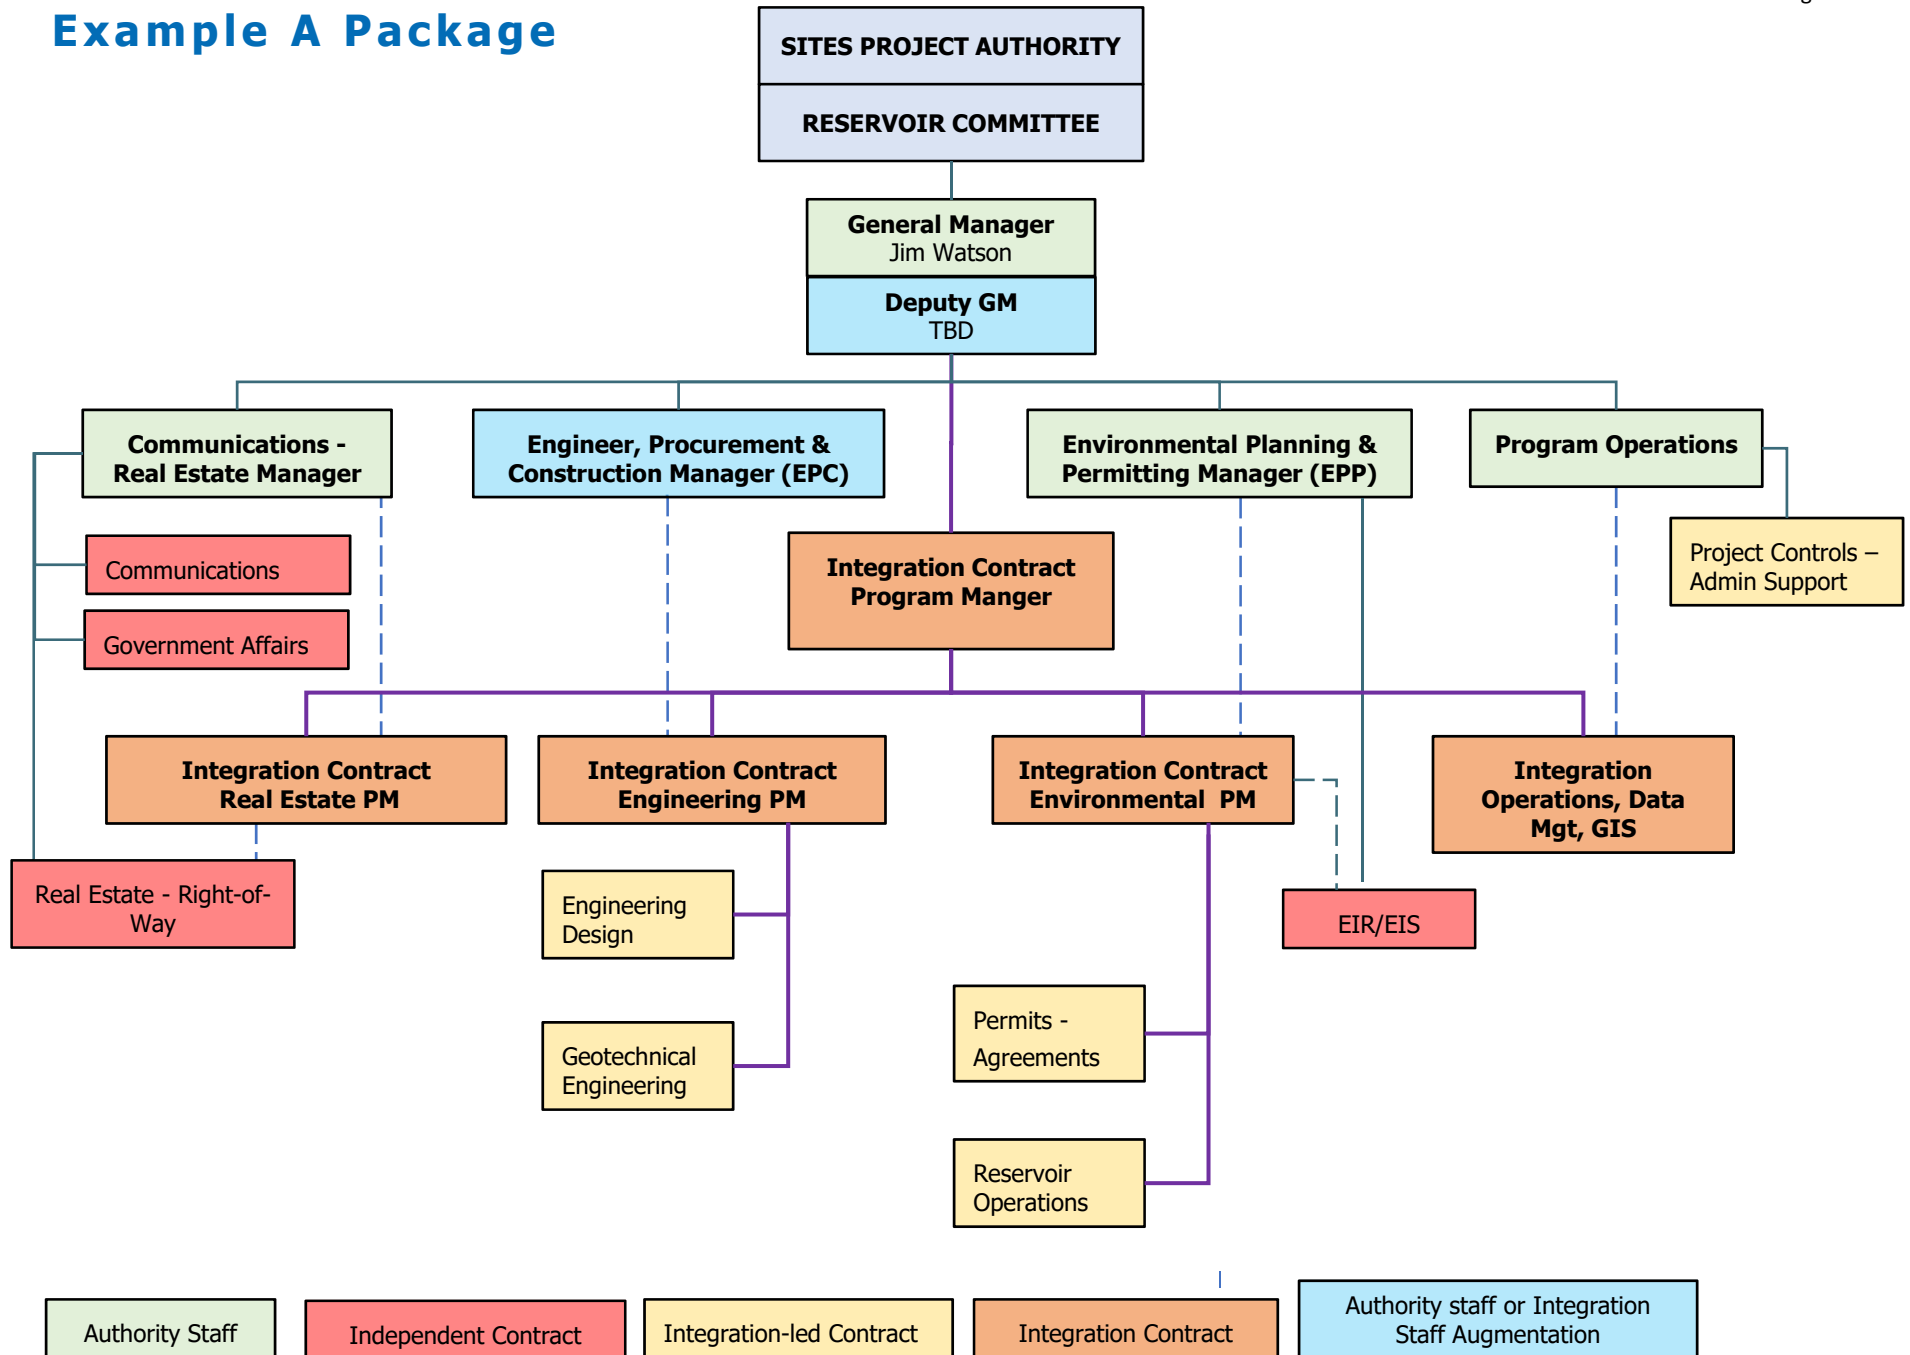 Example A Package
SITES PROJECT AUTHORITY
RESERVOIR COMMITTEE
General Manager
Jim Watson
Deputy GM
TBD
Communications -
Real Estate Manager
Engineer, Procurement &
Construction Manager (EPC)
Environmental Planning &
Permitting Manager (EPP)
Program Operations
Communications
Government Affairs
Integration Contract
Program Manger
Project Controls –
Admin Support
Integration Contract
Real Estate PM
Integration Contract
Engineering PM
Integration Contract
Environmental PM
Integration
Operations, Data
Mgt, GIS
Real Estate - Right-of-
Way
Engineering
Design
EIR/EIS
Geotechnical
Engineering
Permits -
Agreements
Reservoir
Operations
Authority Staff
Independent Contract
Integration-led Contract
Integration Contract
Authority staff or Integration
Staff Augmentation